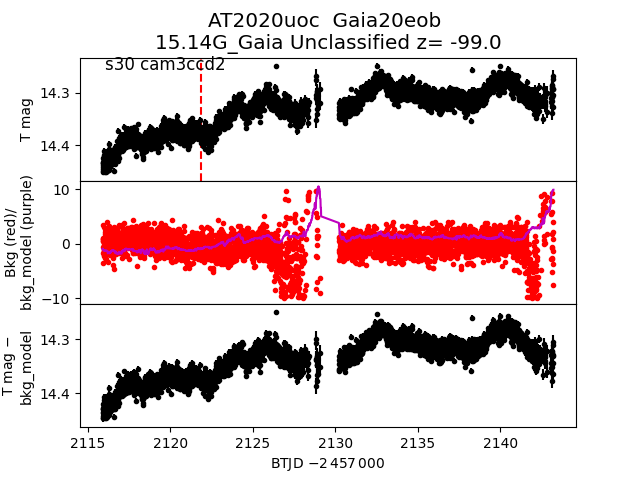 AT2020uoc  Gaia20eob
15.14G_Gaia Unclassified z= -99.0
s30 cam3ccd2
T mag
14.3
14.4
Bkg (red)/
bkg_model (purple)
10
0
−10
T mag −
bkg_model
14.3
14.4
2115
2120
2125
2130
2135
2140
BTJD −2 457 000